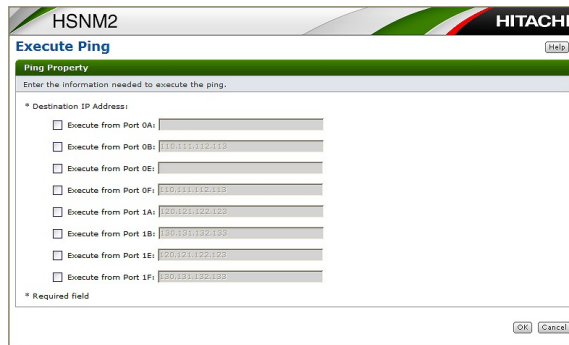 HSNM2
HITACHI
Execute Ping
Help
Ping Property
Enter the information needed to execute the ping.
* Destination IP Address:
Execute from Port 0A:
Execute from Port 0B: 110.111.112.113
Execute from Port 0E:
Execute from Port 0F: 110.111.112.113
Execute from Port 1A: 120.121.122.123
Execute from Port 1B: 130.131.132.133
Execute from Port 1E: 120.121.122.123
Execute from Port 1F: 130.131.132.133
* Required field
OK Cancel